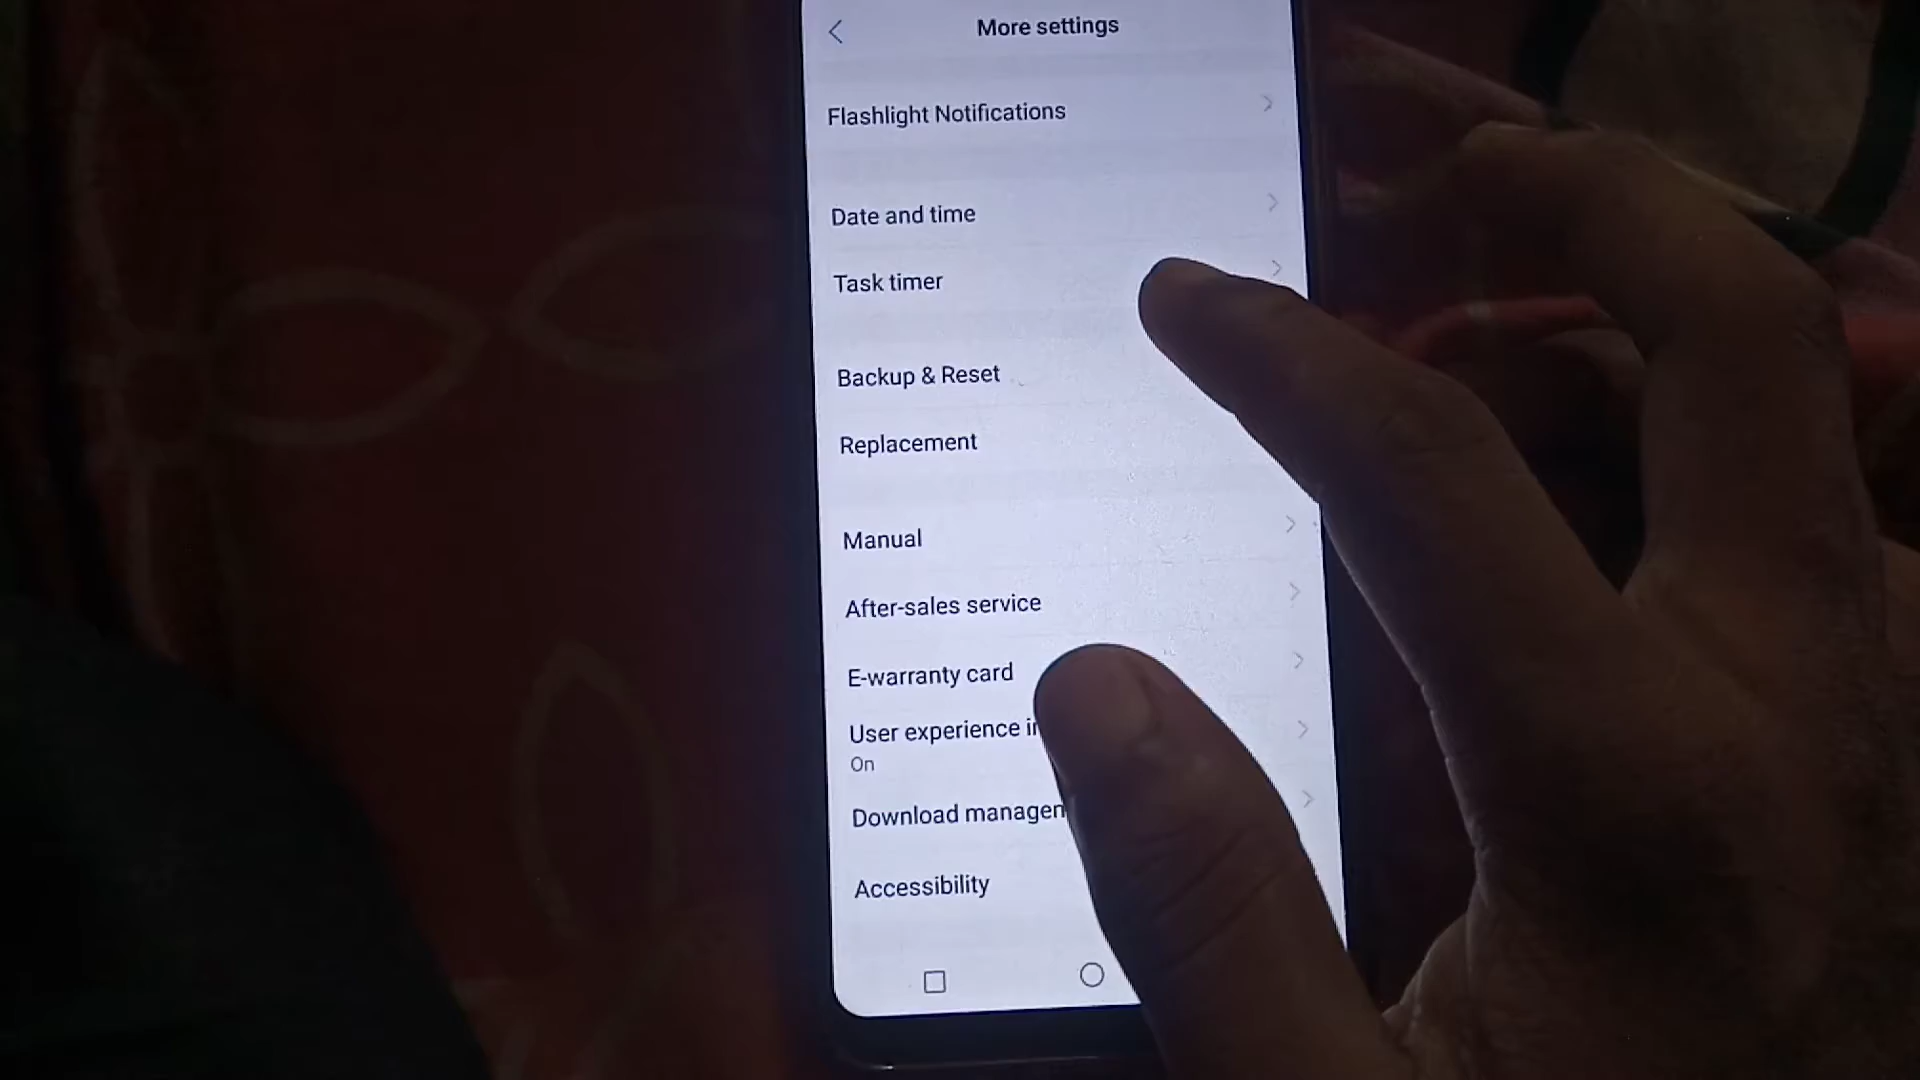 More settings
Flashlight Notifications
Date and time
Task timer
Backup & Reset
Replacement
Manual
After-sales service
E-warranty card
User experience
On
Download
Accessibility